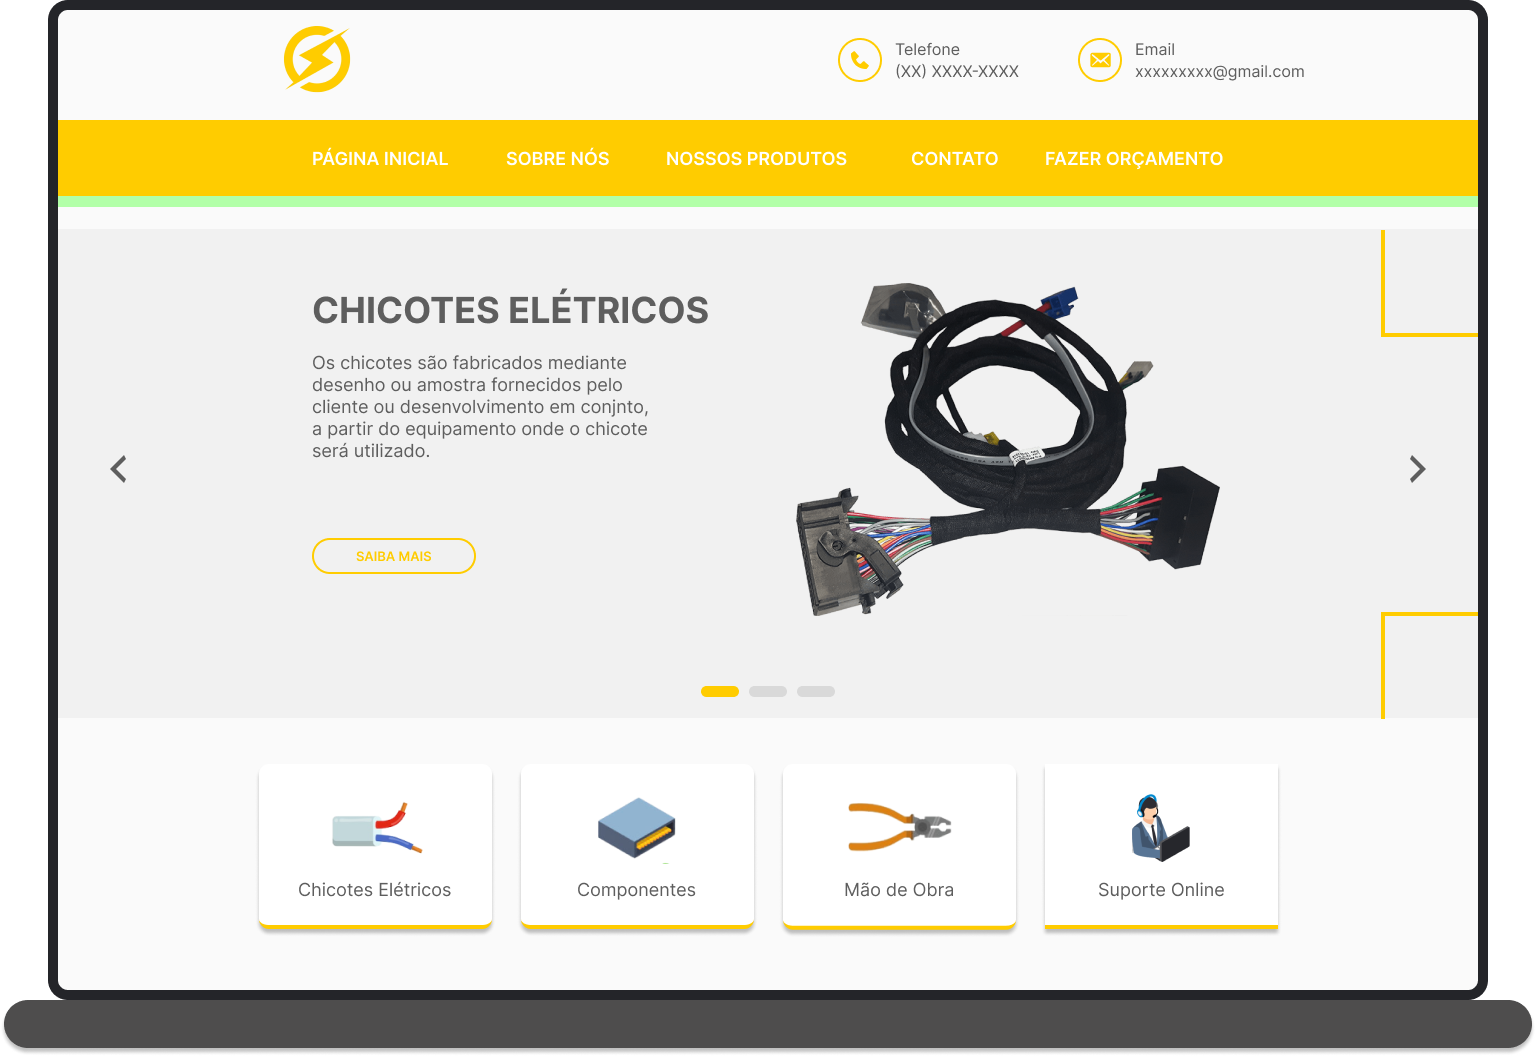 Telefone
(XX) XXXX-XXXX
Email
xxxxxxxxx@gmail.com
PÁGINA INICIAL
SOBRE NÓS
NOSSOS PRODUTOS
CONTATO
FAZER ORÇAMENTO
CHICOTES ELÉTRICOS
Os chicotes são fabricados mediante
desenho ou amostra fornecidos pelo
cliente ou desenvolvimento em conjnto,
a partir do equipamento onde o chicote
será utilizado.
SAIBA MAIS
Chicotes Elétricos
Componentes
Mão de Obra
Suporte Online